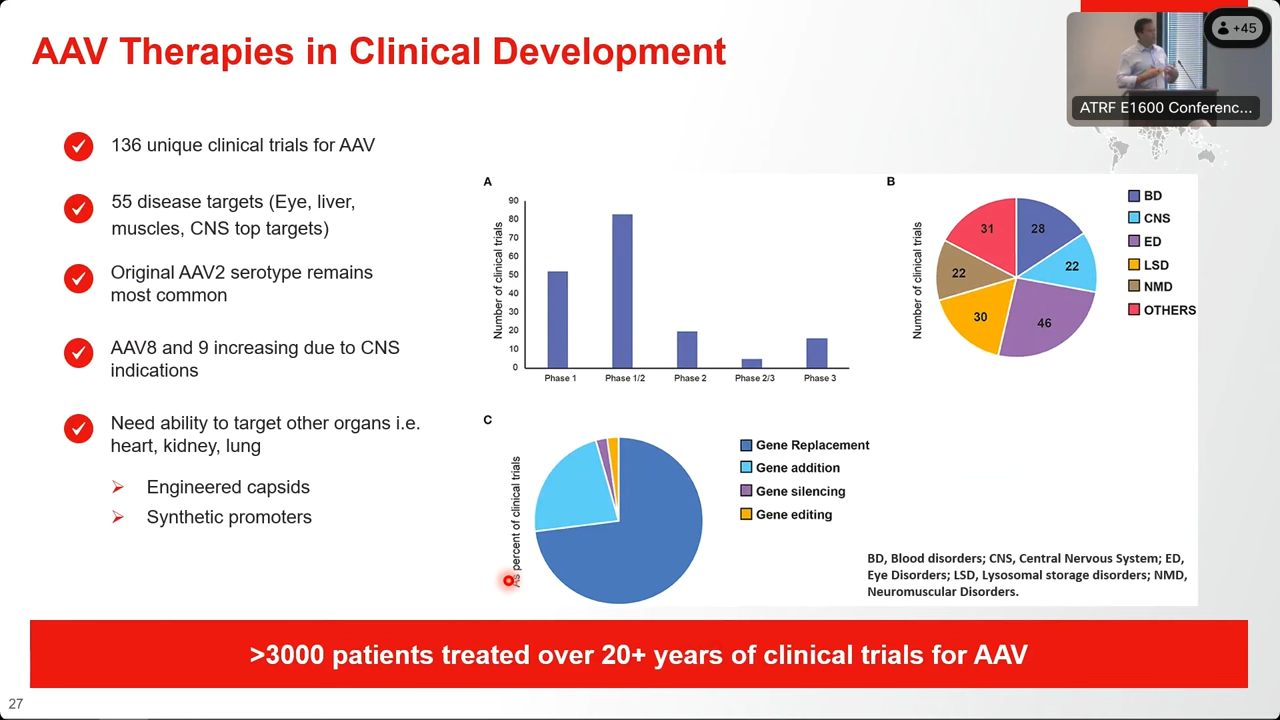 AAV Therapies in Clinical Development
+45
ATRF E1600 Conferenc...
136 unique clinical trials for AAV
55 disease targets (Eye, liver,
muscles, CNS top targets)
Original AAV2 serotype remains
most common
AAV8 and 9 increasing due to CNS
indications
Need ability to target other organs i.e.
heart, kidney, lung
Engineered capsids
Synthetic promoters
A
Number of clinical trials
90
80
70
60
50
40
30
20
10
0
Phase 1
Phase 1/2
Phase 2
Phase 2/3
Phase 3
B
Number of clinical trials
28
22
46
30
22
31
BD
CNS
ED
LSD
NMD
OTHERS
C
As percent of clinical trials
Gene Replacement
Gene addition
Gene silencing
Gene editing
BD, Blood disorders; CNS, Central Nervous System; ED,
Eye Disorders; LSD, Lysosomal storage disorders; NMD,
Neuromuscular Disorders.
>3000 patients treated over 20+ years of clinical trials for AAV
27